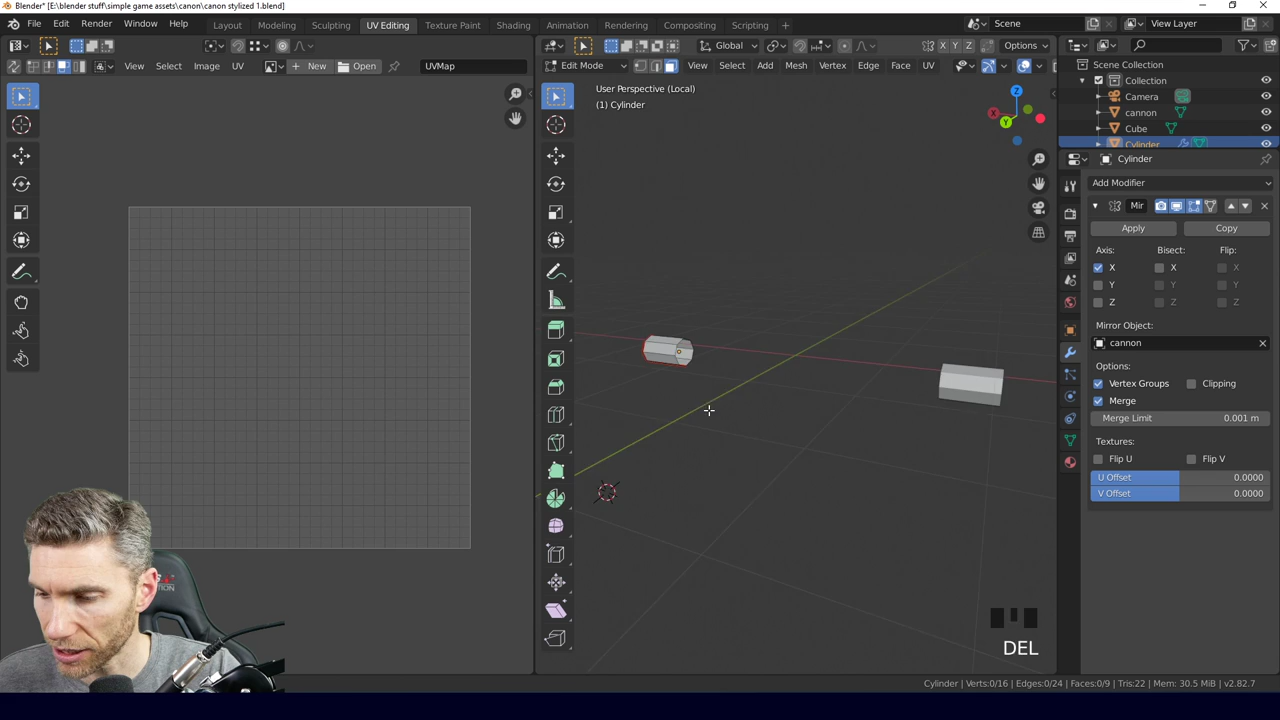 Blender* [E:\blender stuff\simple game assets\canon\canon stylized 1.blend]
File Edit Render Window Help Layout Modeling Sculpting UV Editing Texture Paint Shading Animation Rendering Compositing Scripting + Scene View Layer
Global Options
View Select Image UV New Open UVMap Edit Mode View Select Add Mesh Vertex Edge Face UV
X Y Z
Scene Collection
Collection
Camera
cannon
Cube
Cylinder
User Perspective (Local)
(1) Cylinder
Z
X
Y
Cylinder
Add Modifier
Mir
Apply Copy
Axis: Bisect: Flip:
X X X
Y Y Y
Z Z Z
Mirror Object:
cannon
Options:
Vertex Groups Clipping
Merge
Merge Limit 0.001 m
Textures:
Flip U Flip V
U Offset 0.0000
V Offset 0.0000
DEL
Cylinder | Verts:0/16 | Edges:0/24 | Faces:0/9 | Tris:22 | Mem: 30.5 MiB | v2.82.7